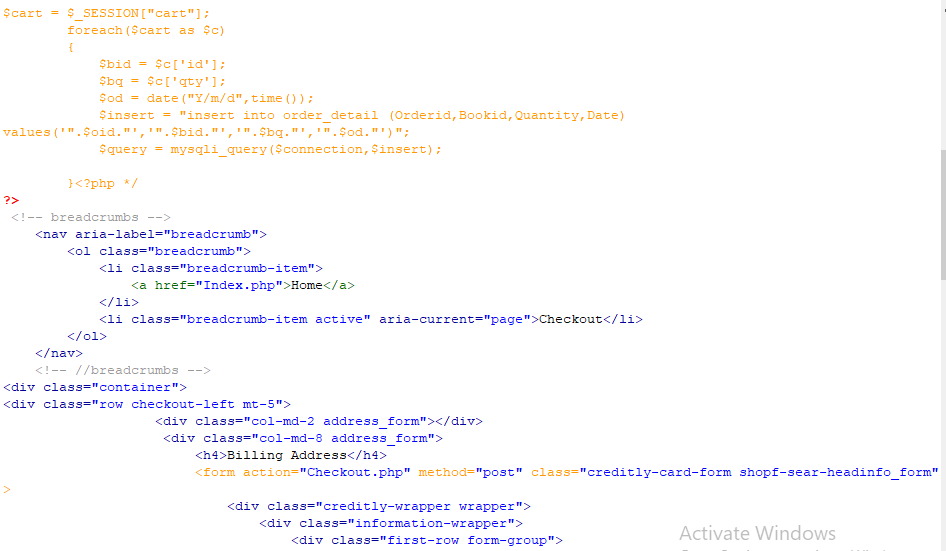 $cart = $_SESSION["cart"];
foreach($cart as $c)
{
$bid = $c['id'];
$bq = $c['qty'];
$od = date("Y/m/d",time());
$insert = "insert into order_detail (Orderid,Bookid,Quantity,Date)
values('".$oid."','".$bid."','".$bq."','".$od."')";
$query = mysqli_query($connection,$insert);
}<?php */
?>
<!-- breadcrumbs -->
<nav aria-label="breadcrumb">
<ol class="breadcrumb">
<li class="breadcrumb-item">
<a href="Index.php">Home</a>
</li>
<li class="breadcrumb-item active" aria-current="page">Checkout</li>
</ol>
</nav>
<!-- //breadcrumbs -->
<div class="container">
<div class="row checkout-left mt-5">
<div class="col-md-2 address_form"></div>
<div class="col-md-8 address_form">
<h4>Billing Address</h4>
<form action="Checkout.php" method="post" class="creditly-card-form shopf-sear-headinfo_form"
>
<div class="creditly-wrapper wrapper">
<div class="information-wrapper">
<div class="first-row form-group">
Activate Windows